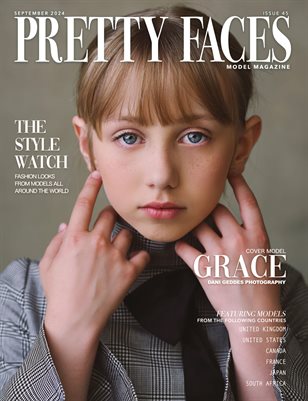 SEPTEMBER 2024
ISSUE 45
PRETTY FACES
MODEL MAGAZINE
THE
STYLE
WATCH
FASHION LOOKS
FROM MODELS ALL
AROUND THE WORLD
COVER MODEL
GRACE
DANI GEDDES PHOTOGRAPHY
FEATURING MODELS
FROM THE FOLLOWING COUNTRIES
UNITED KINGDOM
UNITED STATES
CANADA
FRANCE
JAPAN
SOUTH AFRICA